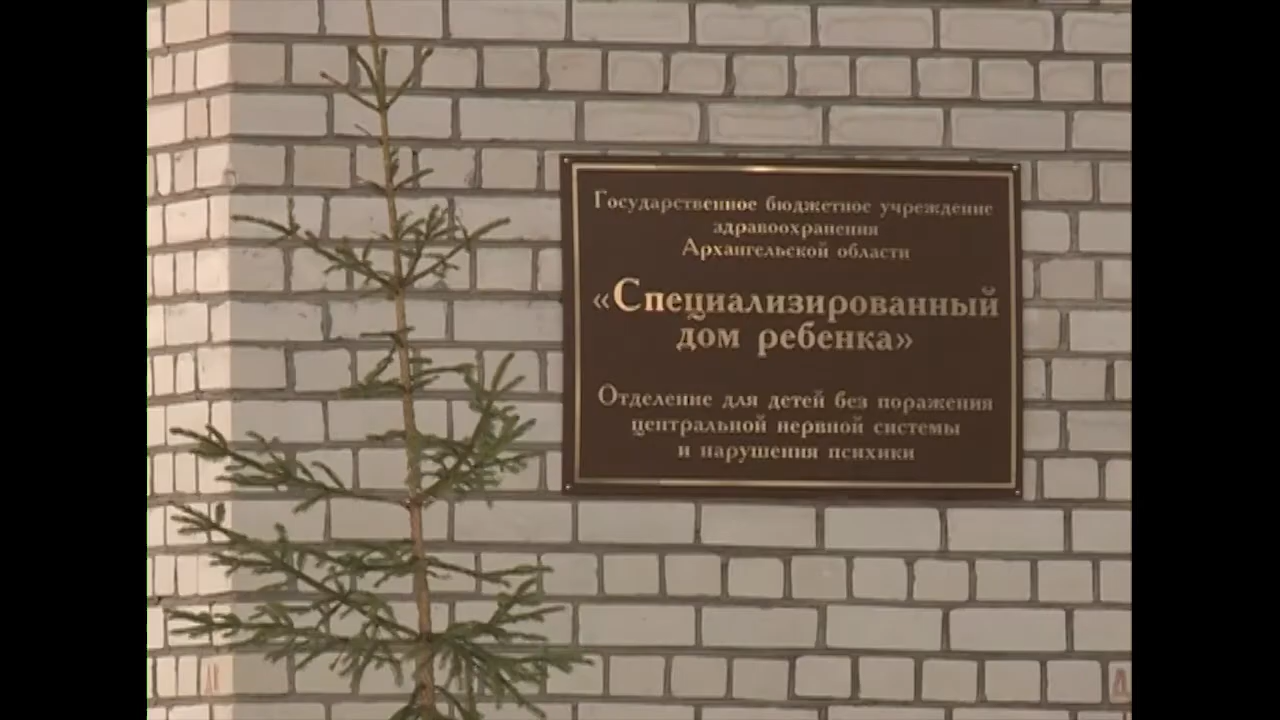 Государственное бюджетное учреждение
здравоохранения
Архангельской области
«Специализированный
дом ребенка»
Отделение для детей без поражения
центральной нервной системы
и нарушения психики